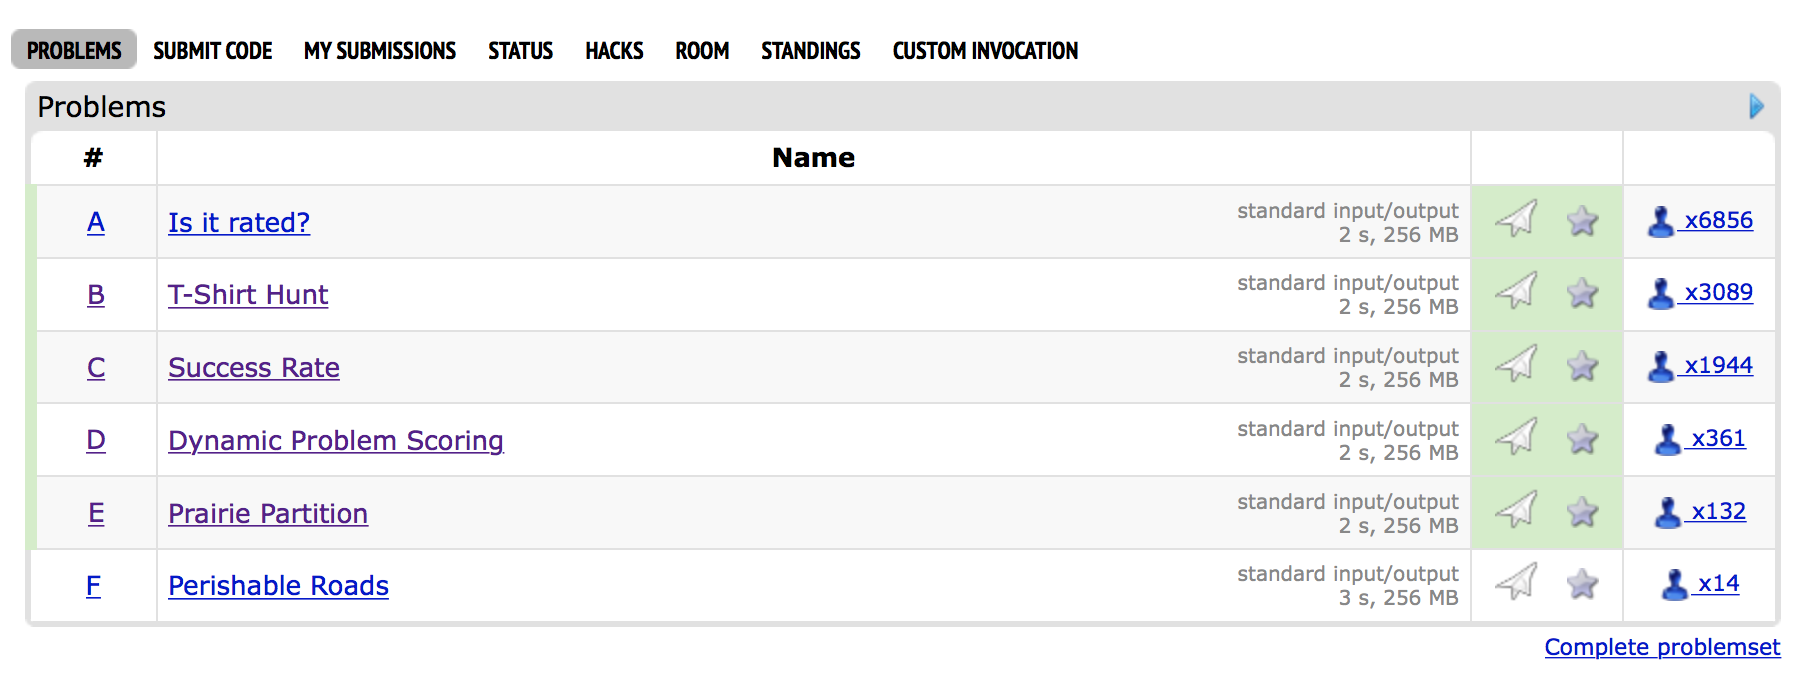 PROBLEMS SUBMIT CODE MY SUBMISSIONS STATUS HACKS ROOM STANDINGS CUSTOM INVOCATION
Problems
# Name
A Is it rated? standard input/output x6856
2 s, 256 MB
B T-Shirt Hunt standard input/output x3089
2 s, 256 MB
C Success Rate standard input/output x1944
2 s, 256 MB
D Dynamic Problem Scoring standard input/output x361
2 s, 256 MB
E Prairie Partition standard input/output x132
2 s, 256 MB
F Perishable Roads standard input/output x14
3 s, 256 MB
Complete problemset